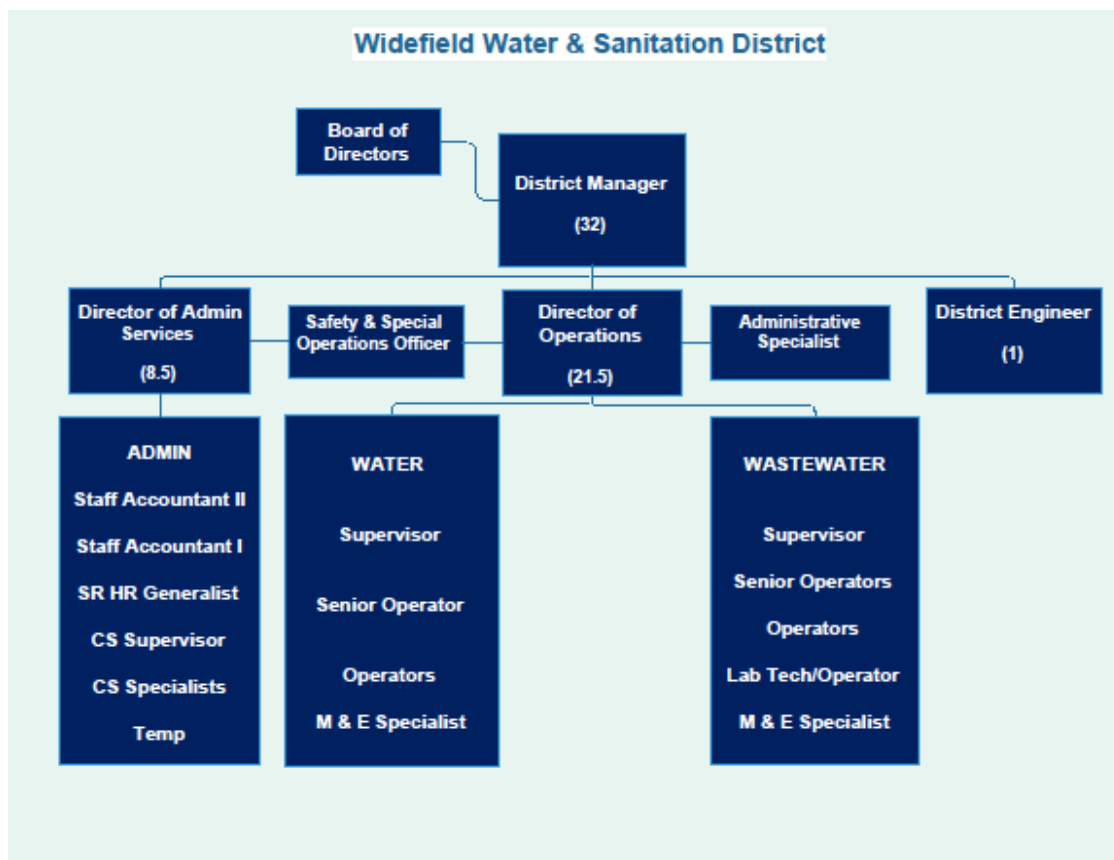 Widefield Water & Sanitation District
Board of
Directors
District Manager
(32)
Director of Admin
Services
(8.5)
Safety & Special
Operations Officer
Director of
Operations
(21.5)
Administrative
Specialist
District Engineer
(1)
ADMIN
Staff Accountant II
Staff Accountant I
SR HR Generalist
CS Supervisor
CS Specialists
Temp
WATER
Supervisor
Senior Operator
Operators
M & E Specialist
WASTEWATER
Supervisor
Senior Operators
Operators
Lab Tech/Operator
M & E Specialist